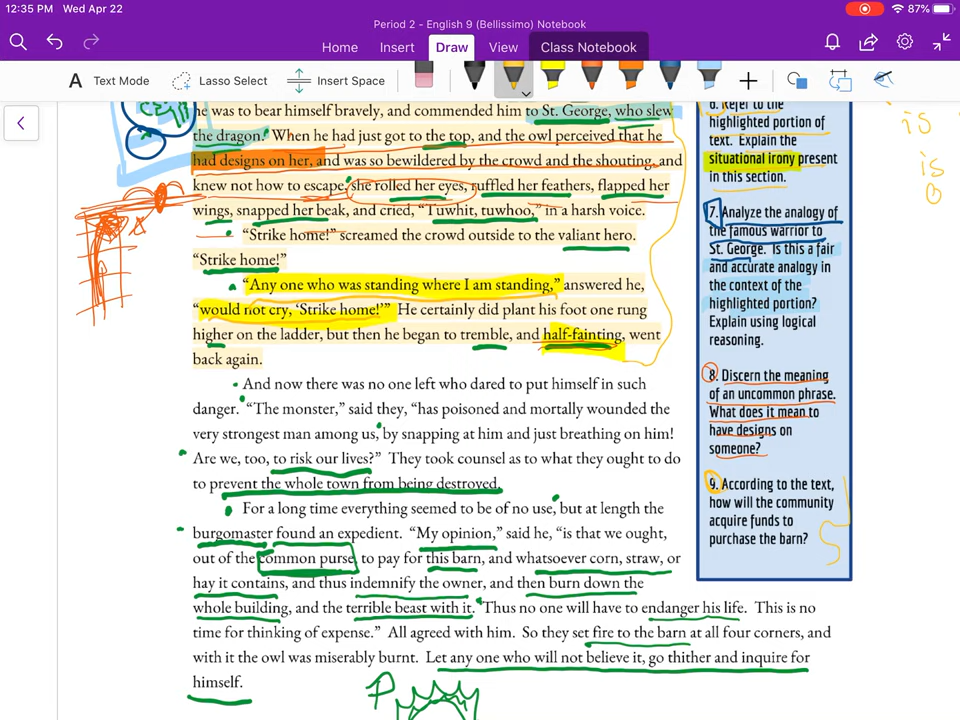 12:35 PM Wed Apr 22
87%
Period 2 - English 9 (Bellissimo) Notebook
Home Insert Draw View Class Notebook
Text Mode Lasso Select Insert Space
he was to bear himself bravely, and commended him to St. George, who slew
the dragon. When he had just got to the top, and the owl perceived that he
had designs on her, and was so bewildered by the crowd and the shouting, and
knew not how to escape, she rolled her eyes, ruffled her feathers, flapped her
wings, snapped her beak, and cried, “Tuwhit, tuwhoo,” in a harsh voice.
“Strike home!” screamed the crowd outside to the valiant hero.
“Strike home!”
“Any one who was standing where I am standing,” answered he,
“would not cry, ‘Strike home!’” He certainly did plant his foot one rung
higher on the ladder, but then he began to tremble, and half-fainting, went
back again.
And now there was no one left who dared to put himself in such
danger. “The monster,” said they, “has poisoned and mortally wounded the
very strongest man among us, by snapping at him and just breathing on him!
Are we, too, to risk our lives?” They took counsel as to what they ought to do
to prevent the whole town from being destroyed.
For a long time everything seemed to be of no use, but at length the
burgomaster found an expedient. “My opinion,” said he, “is that we ought,
out of the common purse, to pay for this barn, and whatsoever corn, straw, or
hay it contains, and thus indemnify the owner, and then burn down the
whole building, and the terrible beast with it. Thus no one will have to endanger his life. This is no
time for thinking of expense.” All agreed with him. So they set fire to the barn at all four corners, and
with it the owl was miserably burnt. Let any one who will not believe it, go thither and inquire for
himself.
6. Refer to the
highlighted portion of
text. Explain the
situational irony present
in this section.
7. Analyze the analogy of
the famous warrior to
St. George. Is this a fair
and accurate analogy in
the context of the
highlighted portion?
Explain using logical
reasoning.
8. Discern the meaning
of an uncommon phrase.
What does it mean to
have designs on
someone?
9. According to the text,
how will the community
acquire funds to
purchase the barn?
is
is